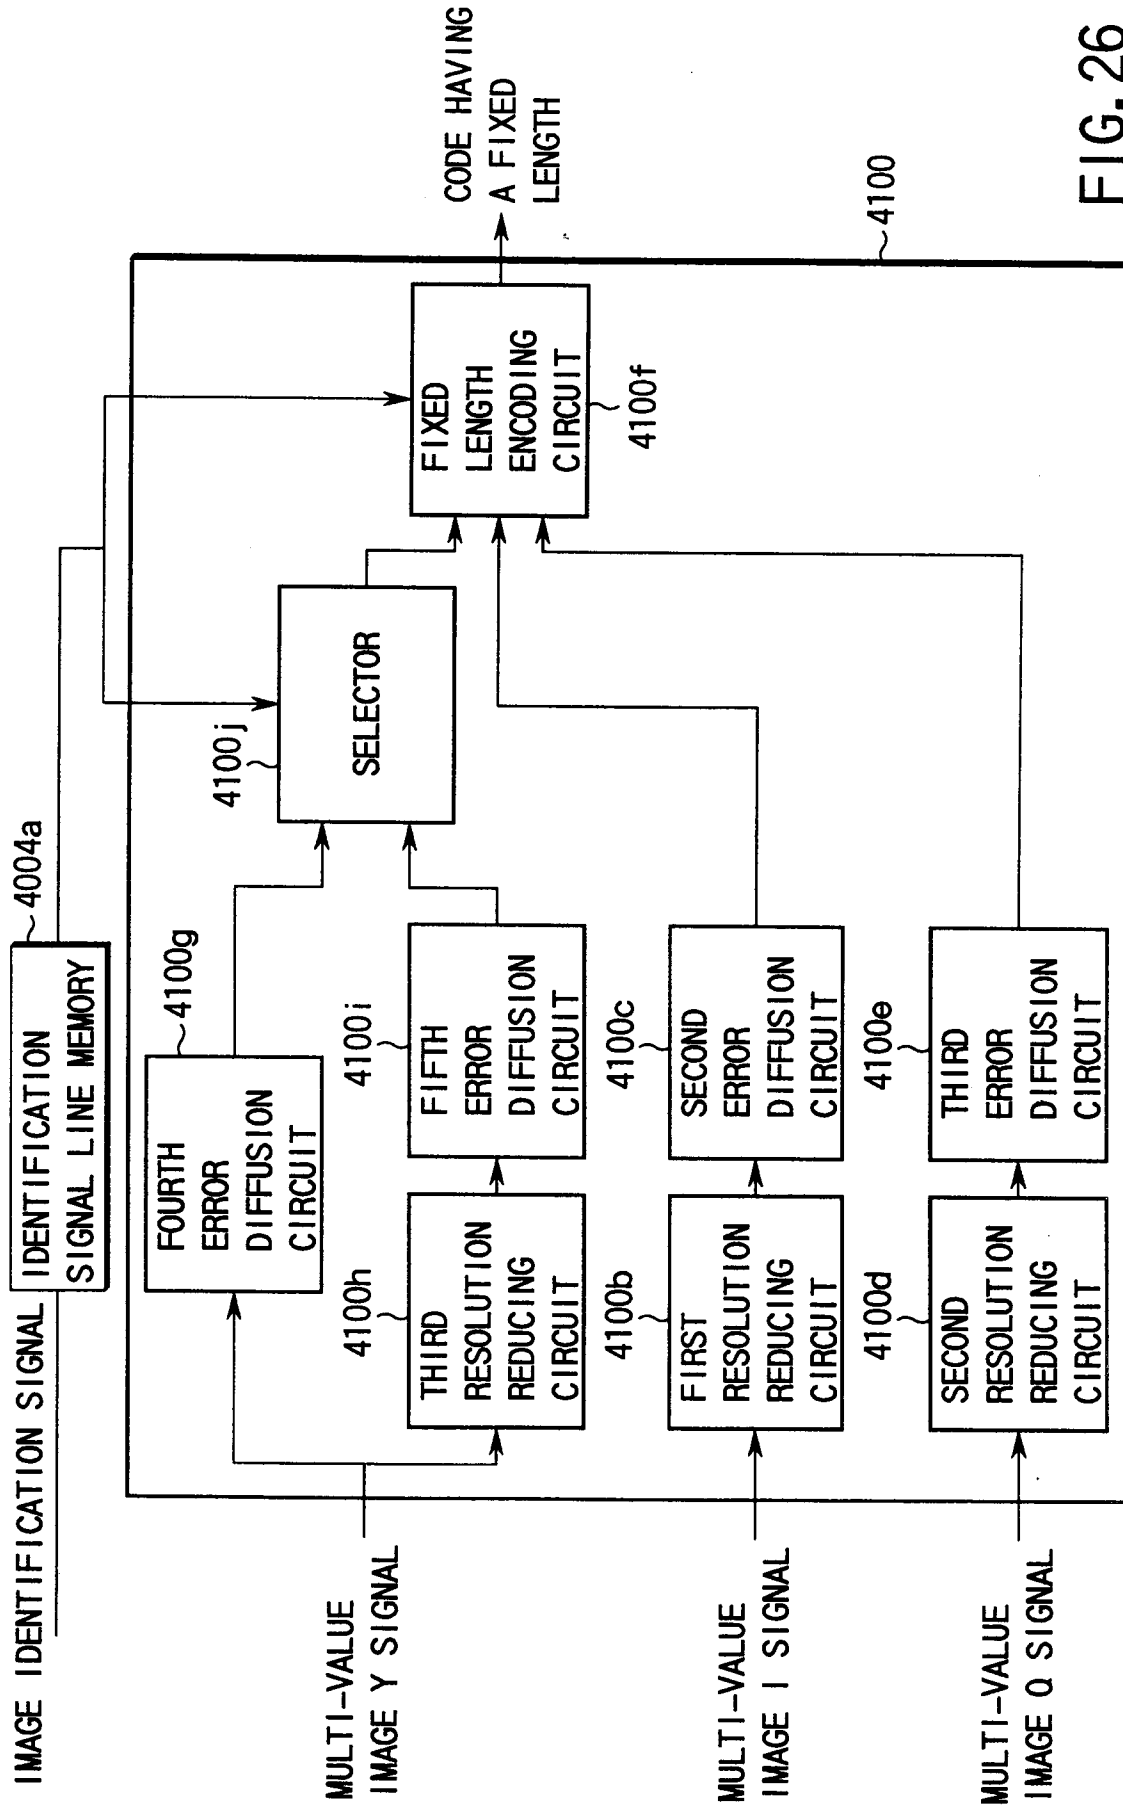 IMAGE IDENTIFICATION SIGNAL
IDENTIFICATION
SIGNAL LINE MEMORY
4004a
MULTI-VALUE
IMAGE Y SIGNAL
FOURTH
ERROR
DIFFUSION
CIRCUIT
4100g
4100h
THIRD
RESOLUTION
REDUCING
CIRCUIT
4100i
FIFTH
ERROR
DIFFUSION
CIRCUIT
4100j
SELECTOR
FIXED
LENGTH
ENCODING
CIRCUIT
4100f
CODE HAVING
A FIXED
LENGTH
MULTI-VALUE
IMAGE I SIGNAL
4100b
FIRST
RESOLUTION
REDUCING
CIRCUIT
4100c
SECOND
ERROR
DIFFUSION
CIRCUIT
MULTI-VALUE
IMAGE Q SIGNAL
4100d
SECOND
RESOLUTION
REDUCING
CIRCUIT
4100e
THIRD
ERROR
DIFFUSION
CIRCUIT
4100
FIG. 26